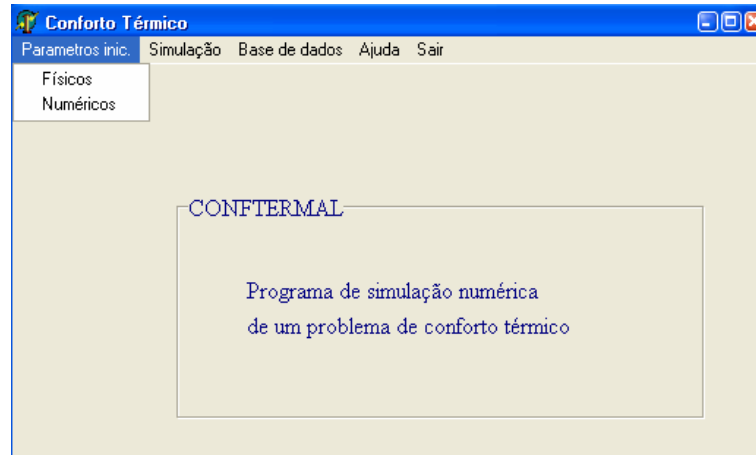 Conforto Térmico
Parametros inic. Simulação Base de dados Ajuda Sair
Físicos
Numéricos
CONFTERMAL
Programa de simulação numérica
de um problema de conforto térmico